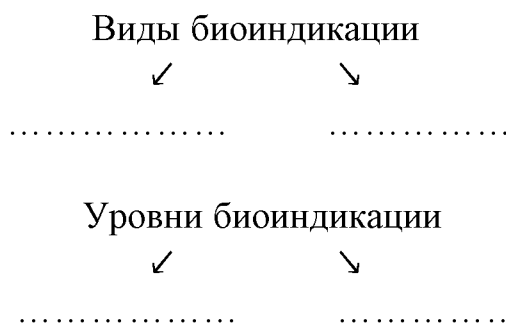 Виды биоиндикации
↙ ↘
……………… ……………
Уровни биоиндикации
↙ ↘
……………… ……………